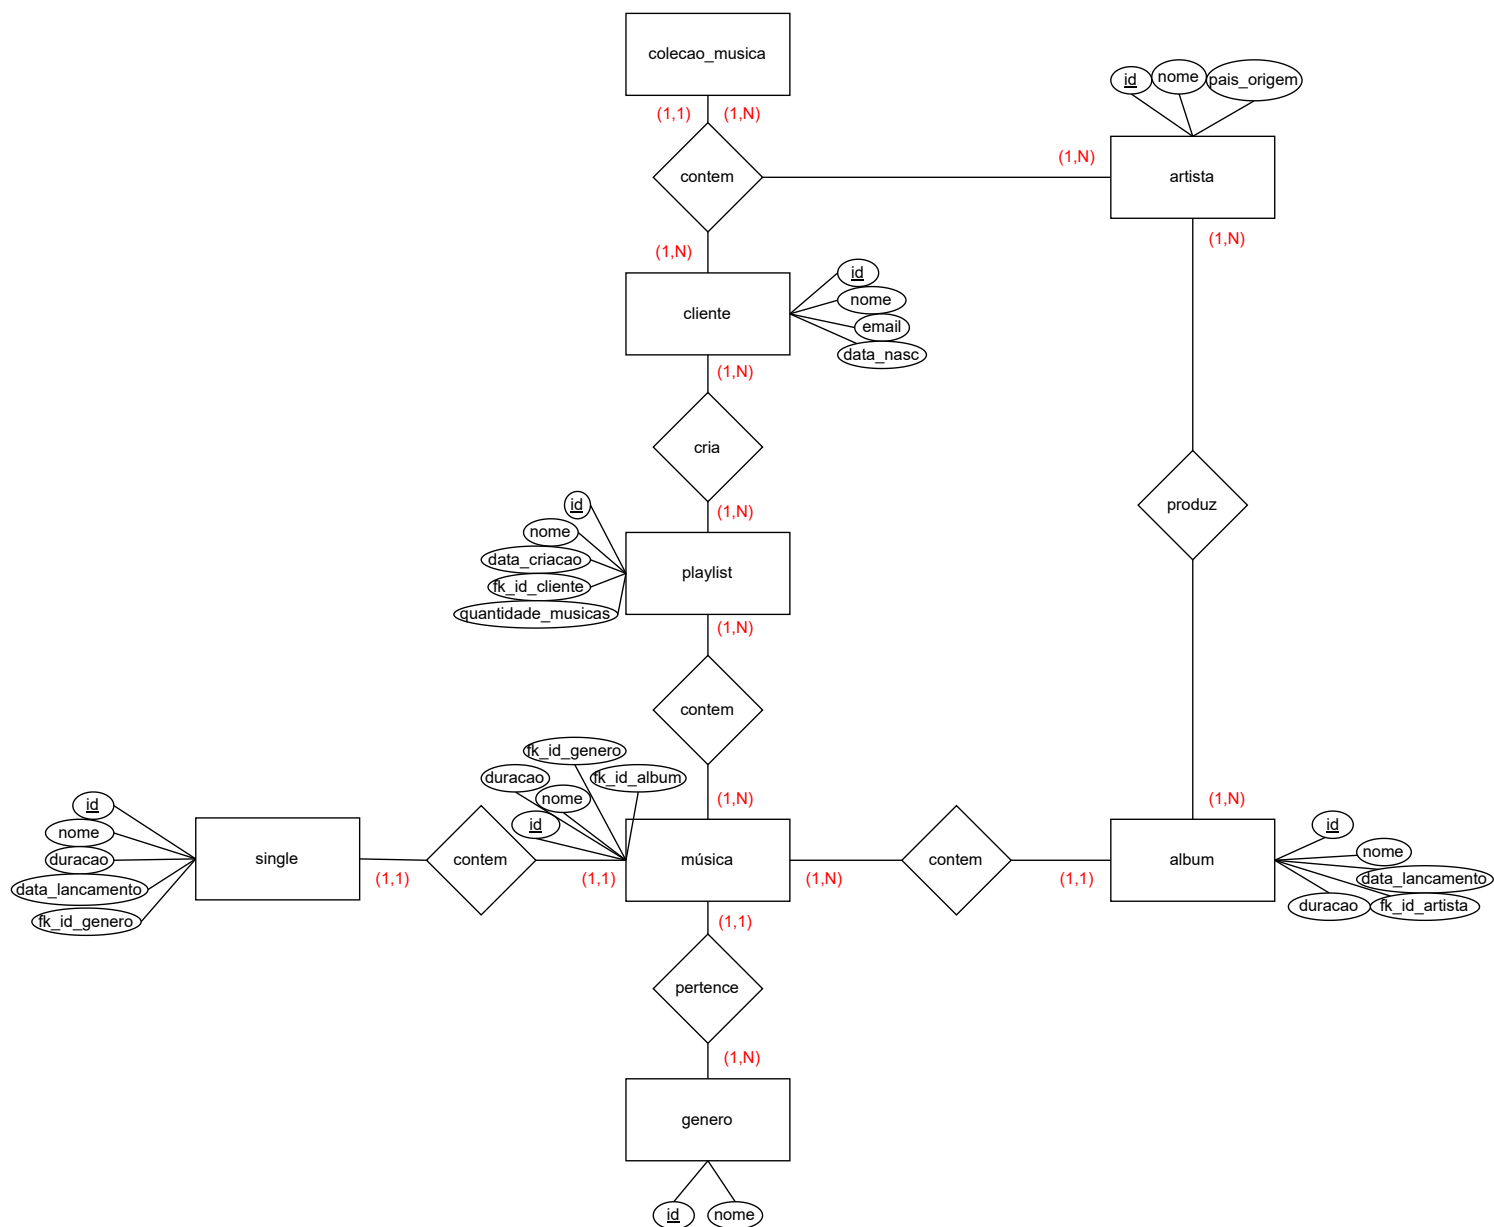 colecao_musica
(1,1) (1,N)
id
nome
pais_origem
contem
(1,N)
artista
(1,N)
(1,N)
cliente
id
nome
email
data_nasc
(1,N)
cria
(1,N)
produz
id
nome
data_criacao
fk_id_cliente
quantidade_musicas
playlist
(1,N)
contem
fk_id_genero
duracao
fk_id_album
nome
id
(1,N)
(1,N)
id
nome
duracao
data_lancamento
fk_id_genero
single
(1,1)
contem
(1,1)
música
(1,N)
contem
(1,1)
album
id
nome
data_lancamento
duracao
fk_id_artista
(1,1)
pertence
(1,N)
genero
id
nome